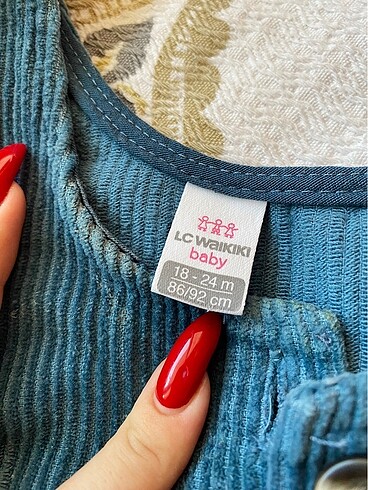 LC WAIKIKI
baby
18 - 24 m
86/92 cm